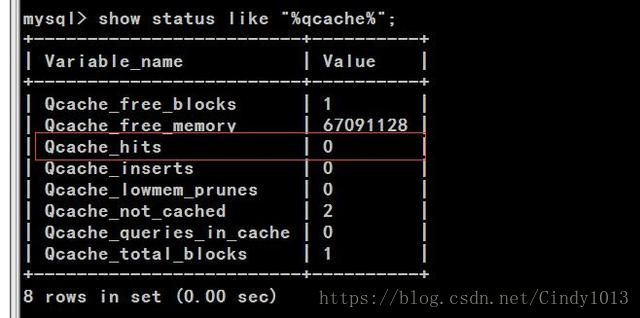 mysql> show status like "%qcache%";
+-------------------------+----------+
| Variable_name           | Value    |
+-------------------------+----------+
| Qcache_free_blocks      | 1        |
| Qcache_free_memory      | 67091128 |
| Qcache_hits             | 0        |
| Qcache_inserts          | 0        |
| Qcache_lowmem_prunes    | 0        |
| Qcache_not_cached       | 2        |
| Qcache_queries_in_cache | 0        |
| Qcache_total_blocks     | 1        |
+-------------------------+----------+
8 rows in set (0.00 sec)
https://blog.csdn.net/Cindy1013